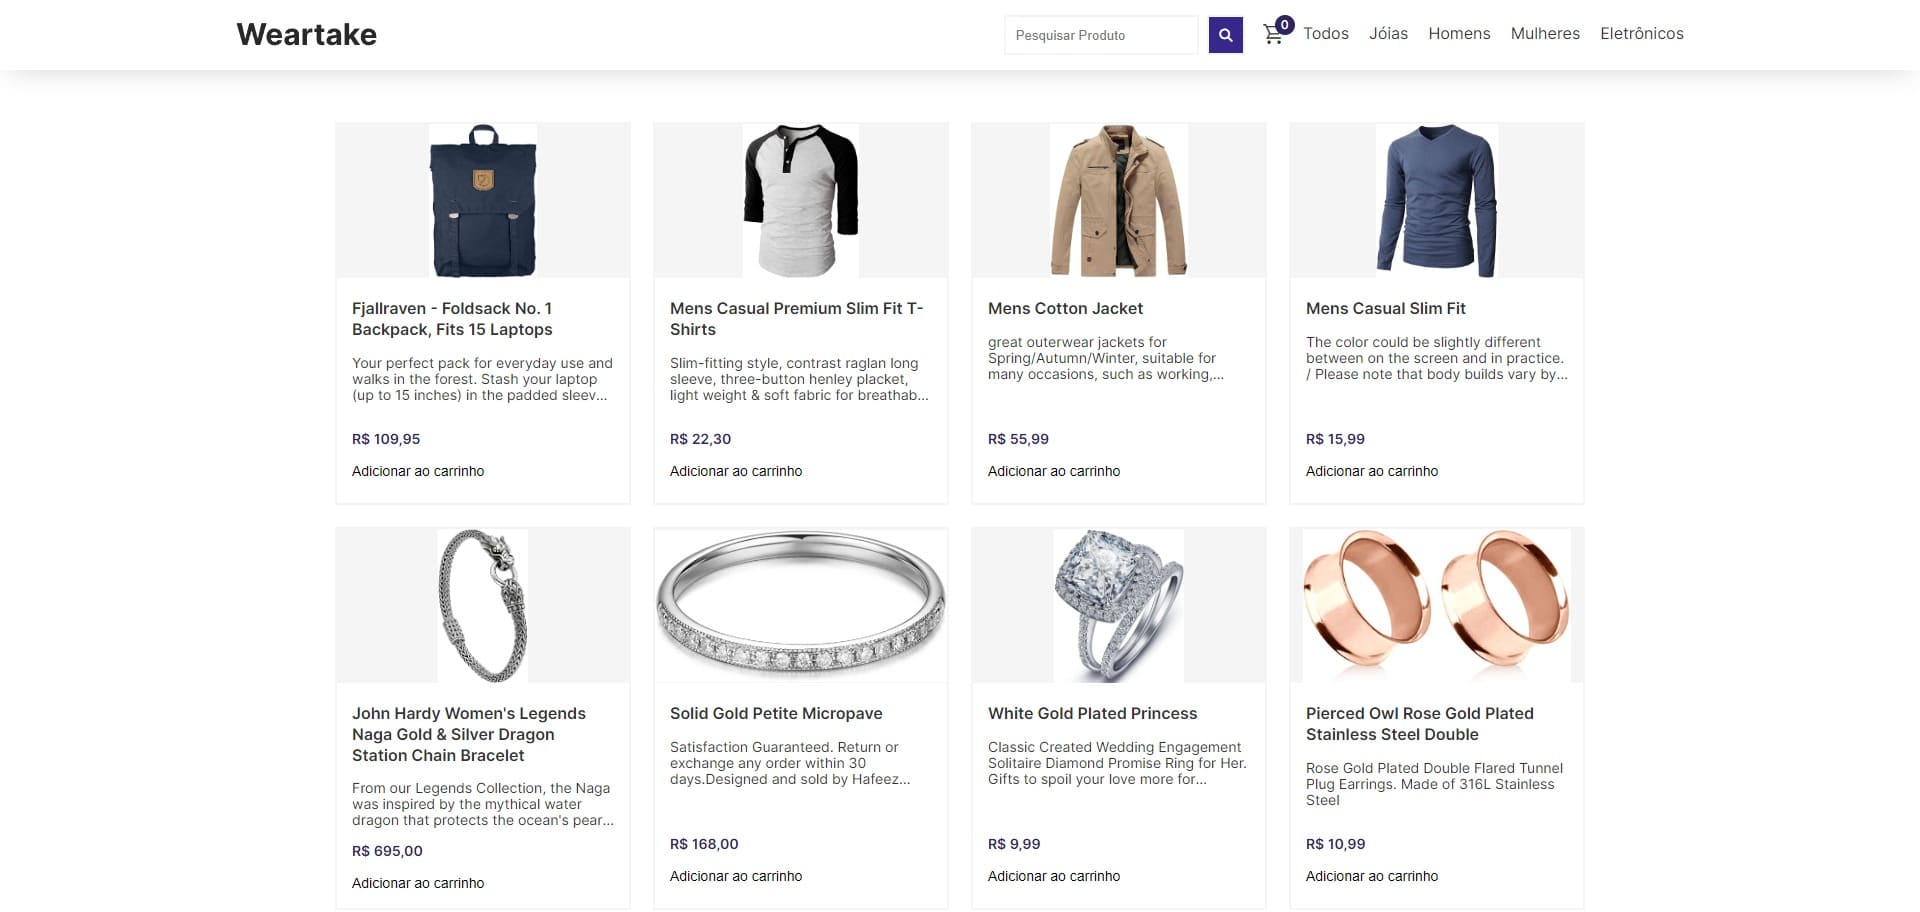 Weartake
Pesquisar Produto
0
Todos
Jóias
Homens
Mulheres
Eletrônicos
Fjallraven - Foldsack No. 1
Backpack, Fits 15 Laptops
Your perfect pack for everyday use and
walks in the forest. Stash your laptop
(up to 15 inches) in the padded sleev...
R$ 109,95
Adicionar ao carrinho
Mens Casual Premium Slim Fit T-
Shirts
Slim-fitting style, contrast raglan long
sleeve, three-button henley placket,
light weight & soft fabric for breathab...
R$ 22,30
Adicionar ao carrinho
Mens Cotton Jacket
great outerwear jackets for
Spring/Autumn/Winter, suitable for
many occasions, such as working,...
R$ 55,99
Adicionar ao carrinho
Mens Casual Slim Fit
The color could be slightly different
between on the screen and in practice.
/ Please note that body builds vary by...
R$ 15,99
Adicionar ao carrinho
John Hardy Women's Legends
Naga Gold & Silver Dragon
Station Chain Bracelet
From our Legends Collection, the Naga
was inspired by the mythical water
dragon that protects the ocean's pear...
R$ 695,00
Adicionar ao carrinho
Solid Gold Petite Micropave
Satisfaction Guaranteed. Return or
exchange any order within 30
days.Designed and sold by Hafeez...
R$ 168,00
Adicionar ao carrinho
White Gold Plated Princess
Classic Created Wedding Engagement
Solitaire Diamond Promise Ring for Her.
Gifts to spoil your love more for...
R$ 9,99
Adicionar ao carrinho
Pierced Owl Rose Gold Plated
Stainless Steel Double
Rose Gold Plated Double Flared Tunnel
Plug Earrings. Made of 316L Stainless
Steel
R$ 10,99
Adicionar ao carrinho